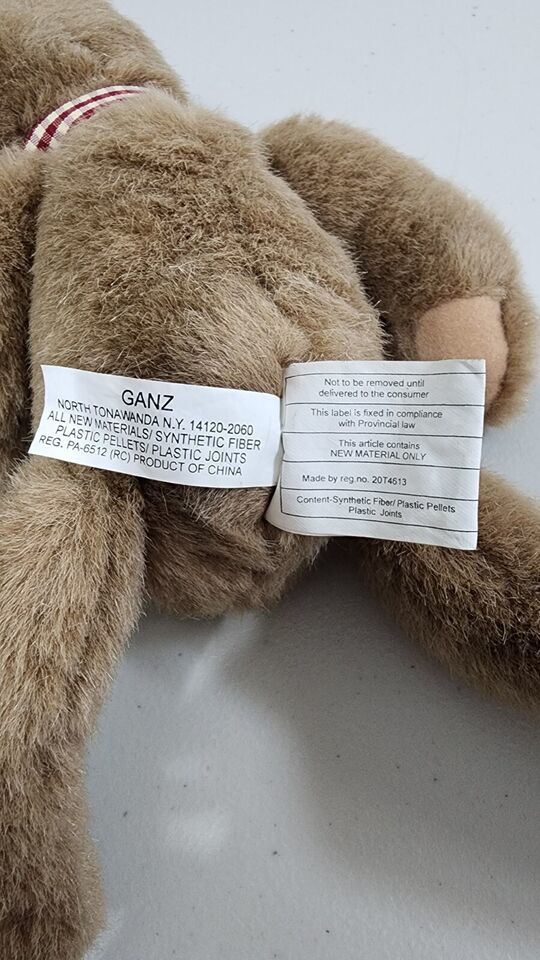 GANZ
NORTH TONAWANDA N.Y. 14120-2060
ALL NEW MATERIALS/ SYNTHETIC FIBER
PLASTIC PELLETS/ PLASTIC JOINTS
REG. PA-6512 (RC) PRODUCT OF CHINA
Not to be removed until
delivered to the consumer
This label is fixed in compliance
with Provincial law
This article contains
NEW MATERIAL ONLY
Made by reg.no. 20T4613
Content-Synthetic Fiber/ Plastic Pellets
Plastic Joints